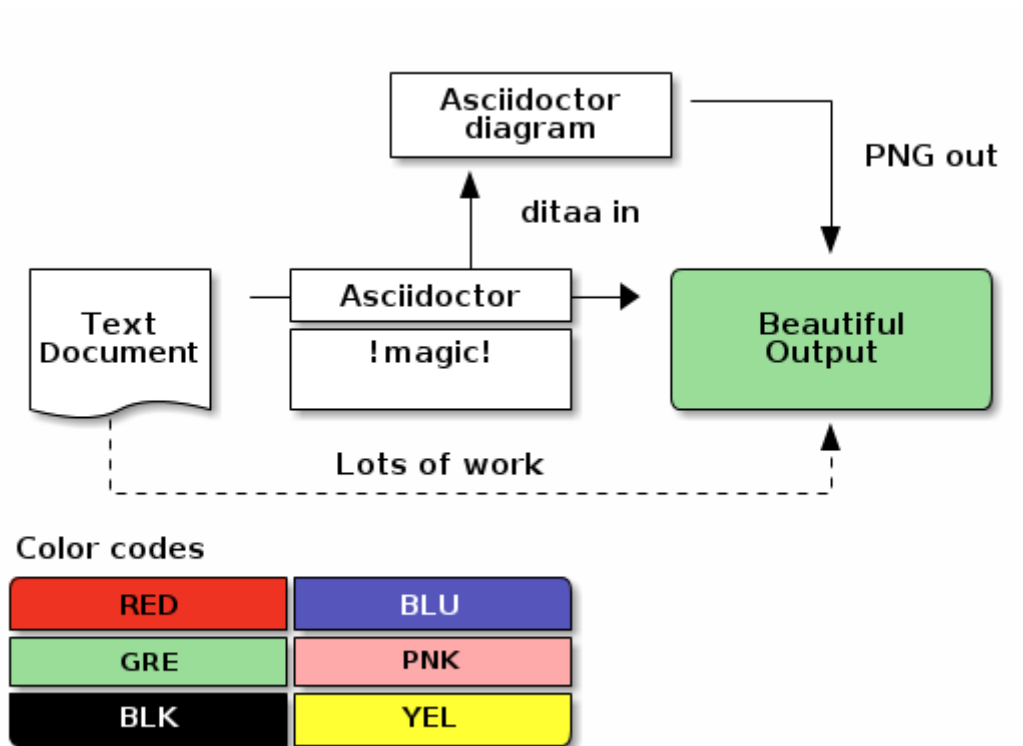 Asciidoctor
diagram
PNG out
ditaa in
Text
Document
Asciidoctor
!magic!
Beautiful
Output
Lots of work
Color codes
RED
BLU
GRE
PNK
BLK
YEL